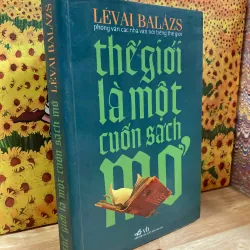 LÉVAI BALÁZS
phỏng vấn các nhà văn nổi tiếng thế giới
thế giới
là một
cuốn sách
mở
LÉVAI BALÁZS
thế giới là một cuốn sách mở